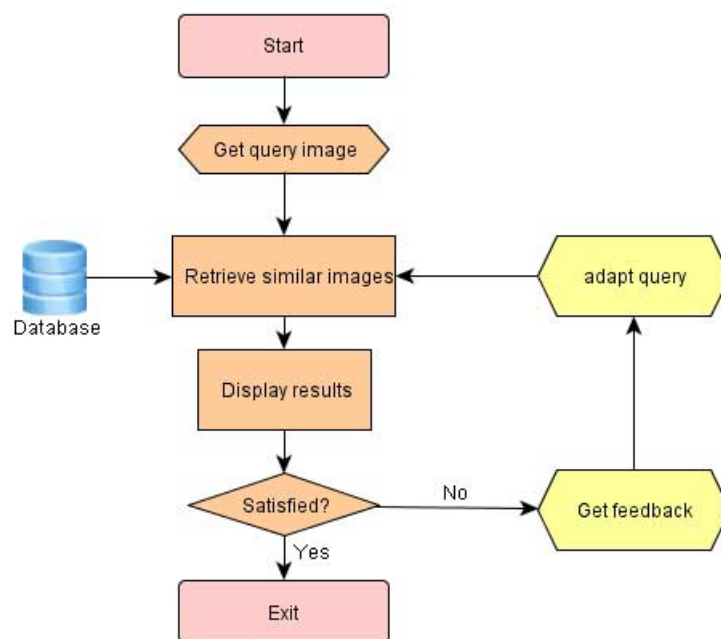 Start
Get query image
Retrieve similar images
adapt query
Database
Display results
Satisfied?
No
Get feedback
Yes
Exit